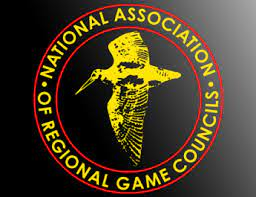 NATIONAL ASSOCIATION
OF REGIONAL GAME COUNCILS